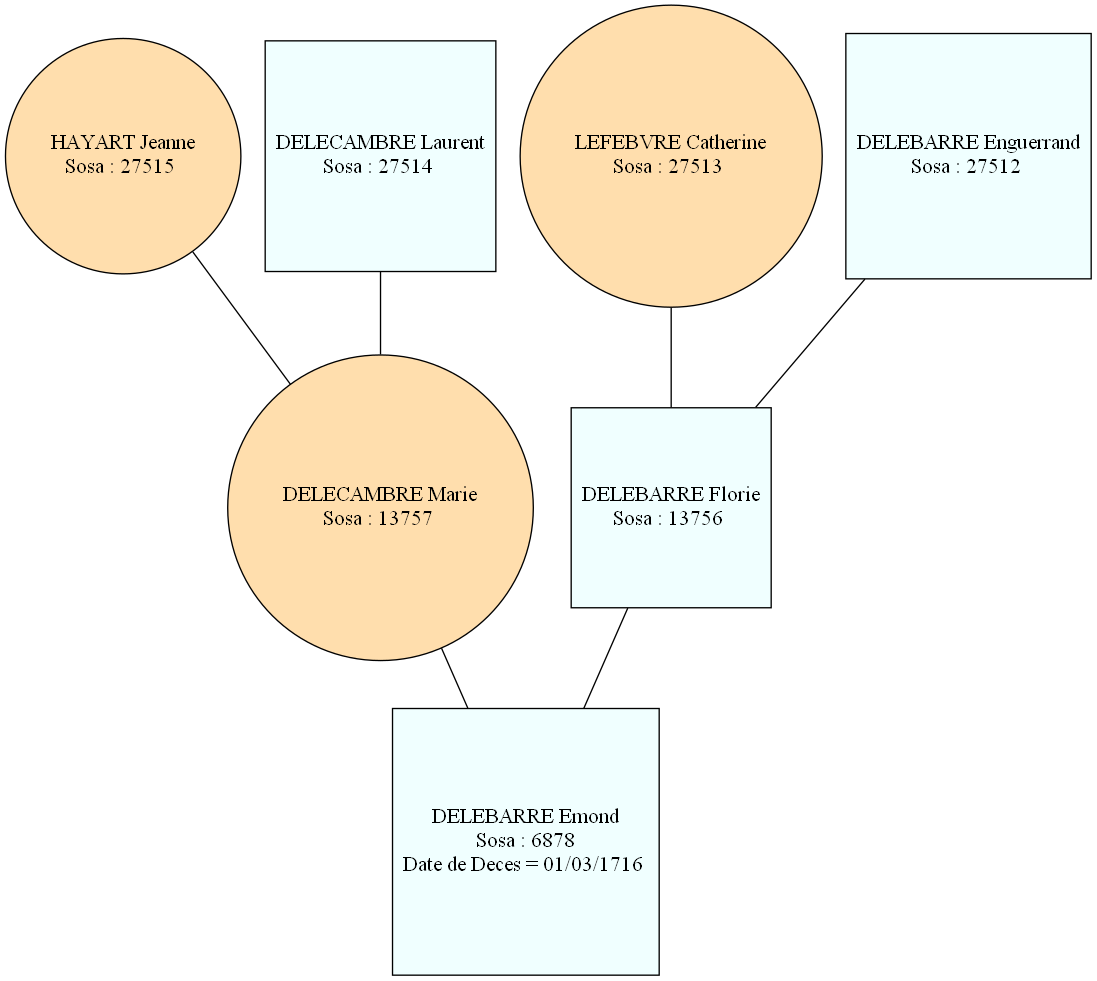 HAYART Jeanne
Sosa : 27515
DELECAMBRE Laurent
Sosa : 27514
LEFEBVRE Catherine
Sosa : 27513
DELEBARRE Enguerrand
Sosa : 27512
DELECAMBRE Marie
Sosa : 13757
DELEBARRE Florie
Sosa : 13756
DELEBARRE Emond
Sosa : 6878
Date de Deces = 01/03/1716